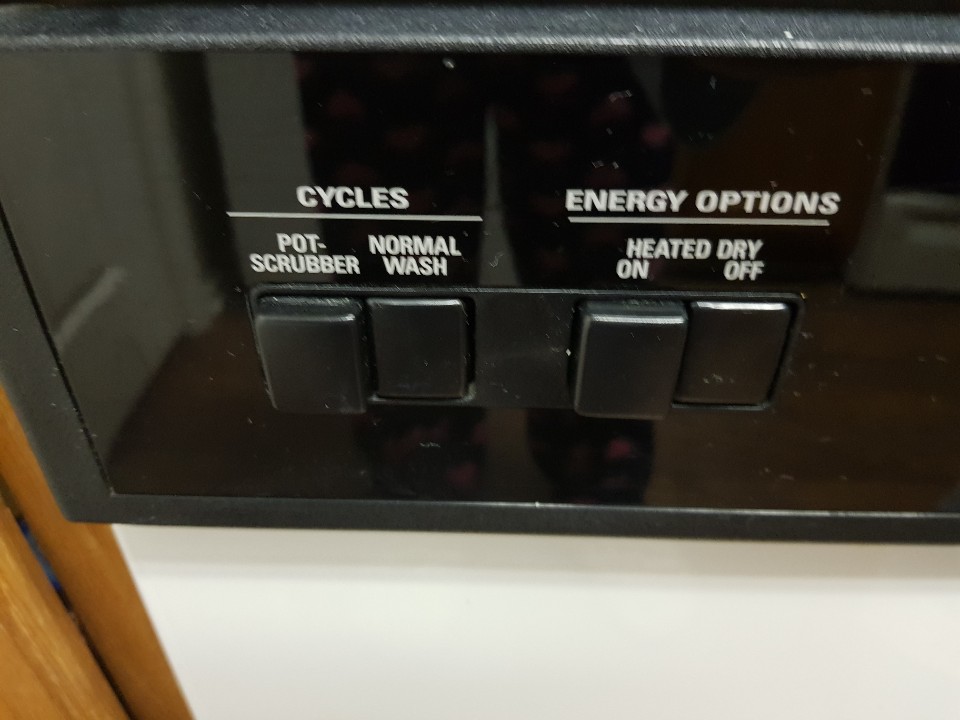 CYCLES
POT-
SCRUBBER
NORMAL
WASH
ENERGY OPTIONS
HEATED DRY
ON OFF